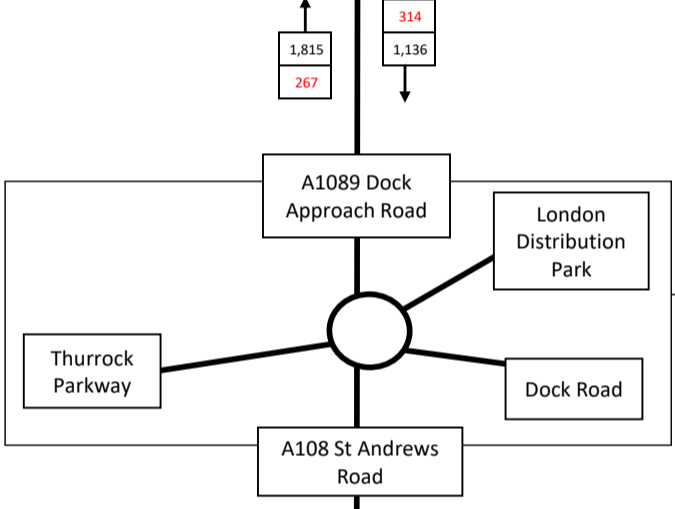 314
1,815
1,136
267
A1089 Dock
Approach Road
London
Distribution
Park
Thurrock
Parkway
Dock Road
A108 St Andrews
Road